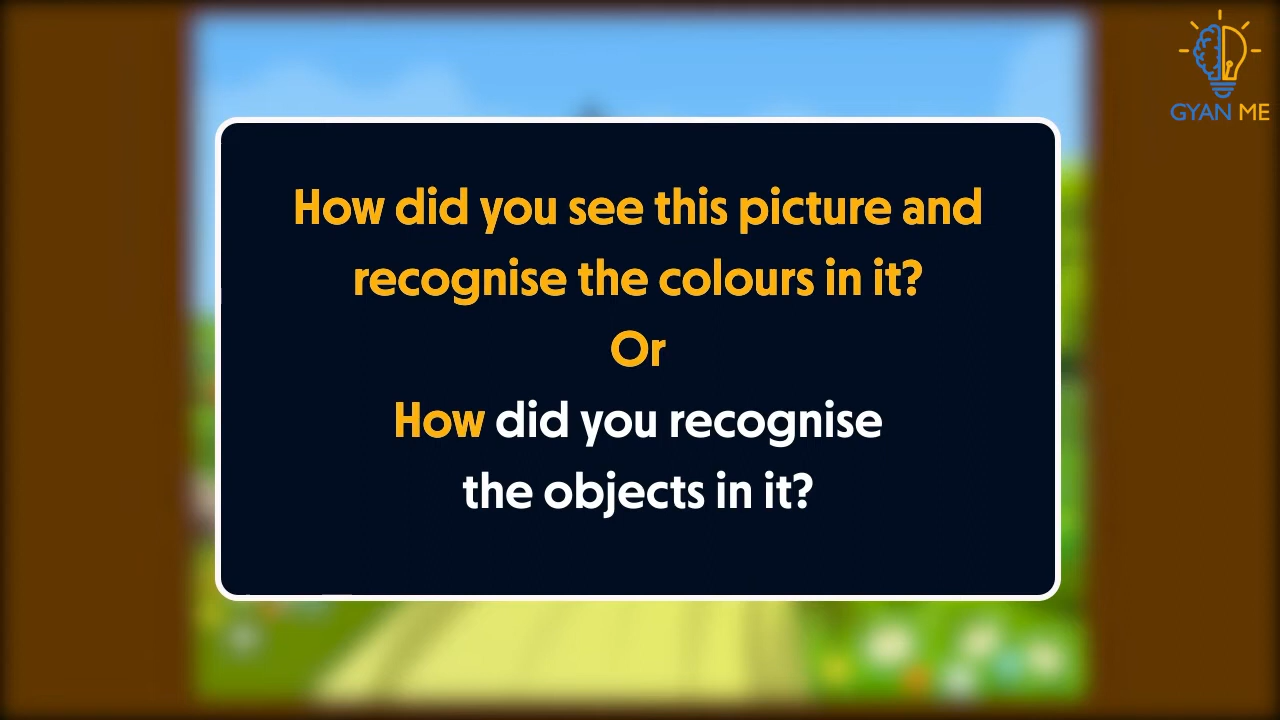 GYAN ME
How did you see this picture and
recognise the colours in it?
Or
How did you recognise
the objects in it?